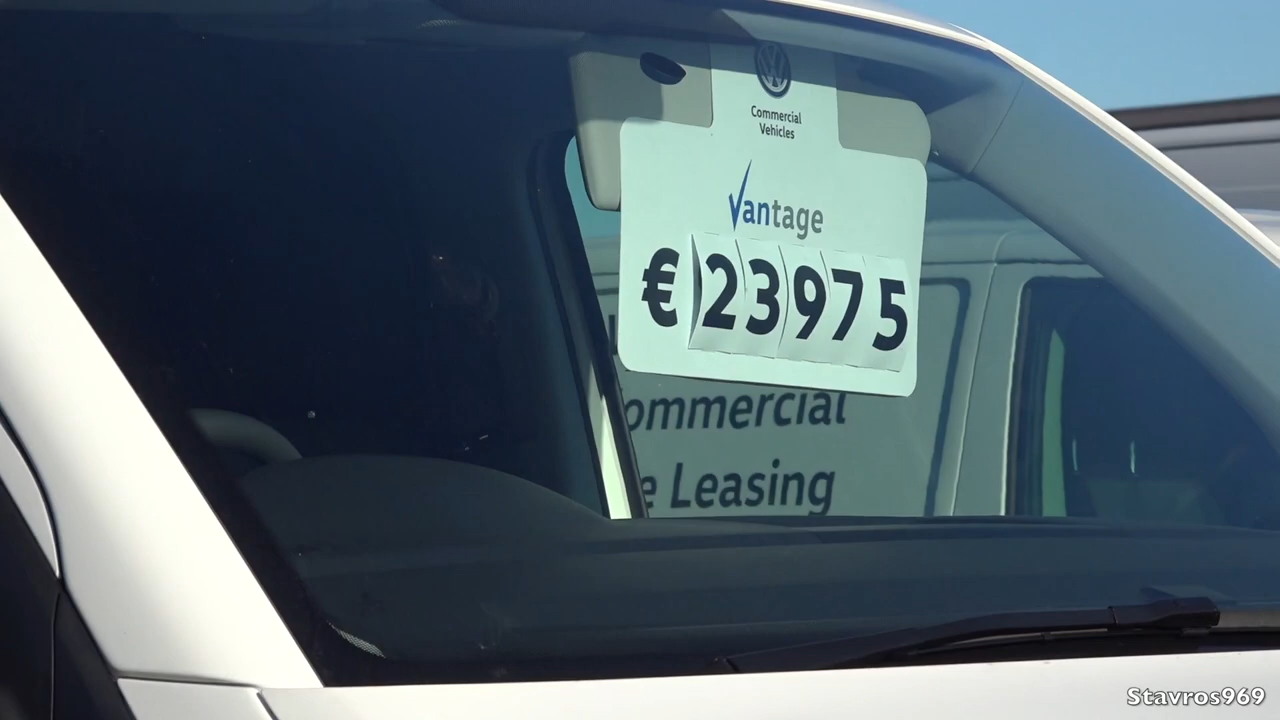 Commercial
Vehicles
Vantage
€23975
ommercial
e Leasing
Stavros969